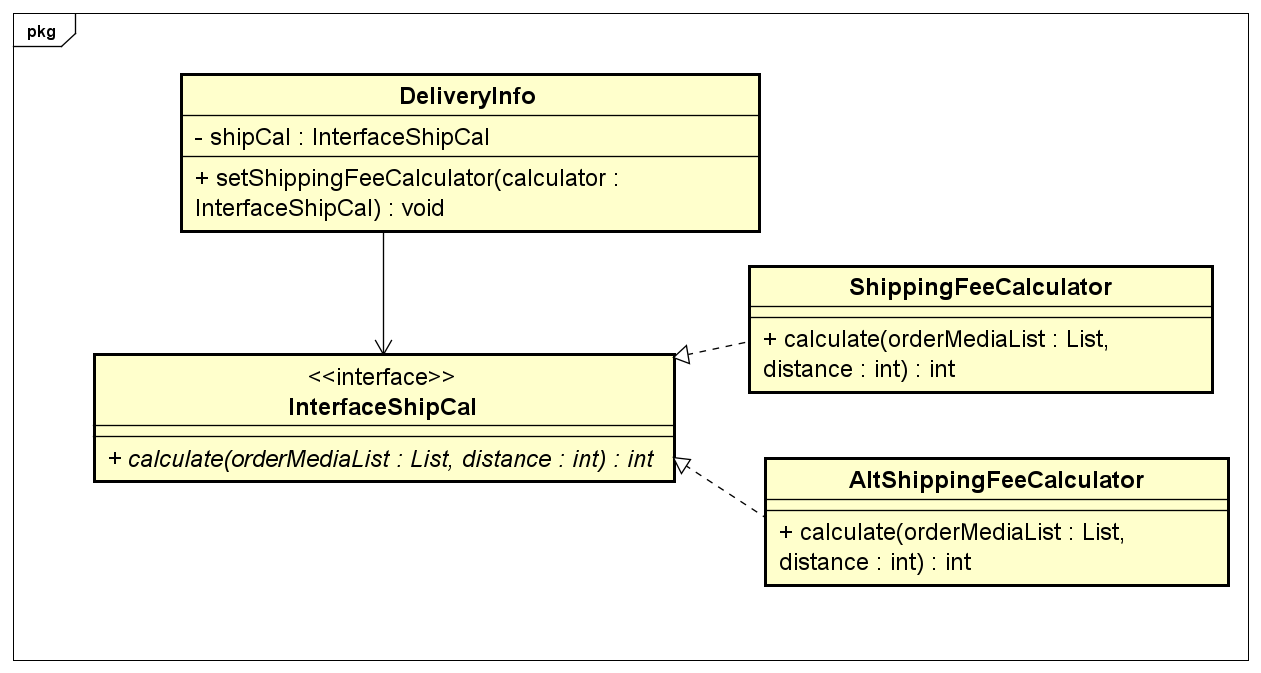 pkg
DeliveryInfo
- shipCal : InterfaceShipCal
+ setShippingFeeCalculator(calculator :
InterfaceShipCal) : void
<<interface>>
InterfaceShipCal
+ calculate(orderMediaList : List, distance : int) : int
ShippingFeeCalculator
+ calculate(orderMediaList : List,
distance : int) : int
AltShippingFeeCalculator
+ calculate(orderMediaList : List,
distance : int) : int